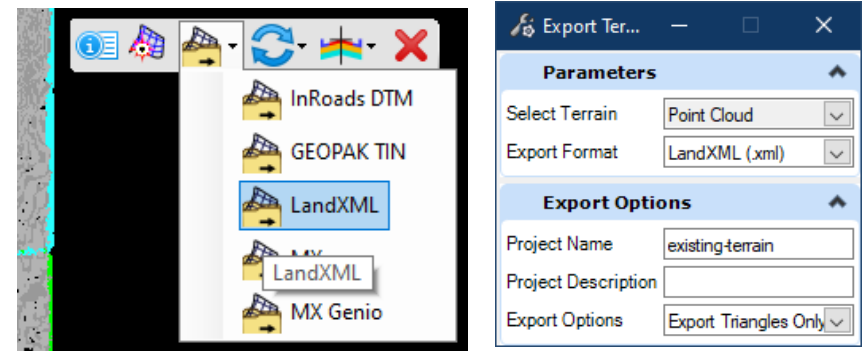 InRoads DTM
GEOPAK TIN
LandXML
LandXML
MX Genio
Export Ter...
Parameters
Select Terrain Point Cloud
Export Format LandXML (.xml)
Export Options
Project Name existing-terrain
Project Description
Export Options Export Triangles Only